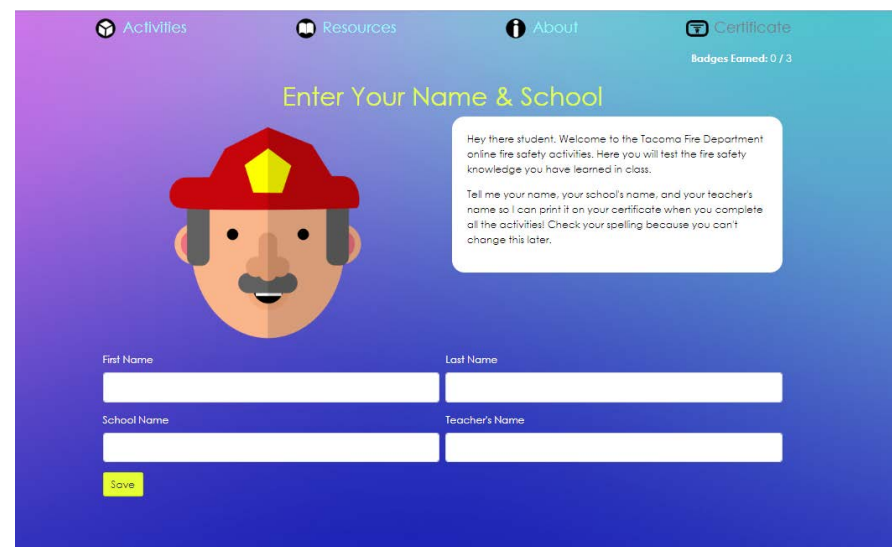 Activities
Resources
About
Certificate
Badges Earned: 0 / 3
Enter Your Name & School
Hey there student. Welcome to the Tacoma Fire Department
online fire safety activities. Here you will test the fire safety
knowledge you have learned in class.
Tell me your name, your school's name, and your teacher's
name so I can print it on your certificate when you complete
all the activities! Check your spelling because you can't
change this later.
First Name
Last Name
School Name
Teacher's Name
Save